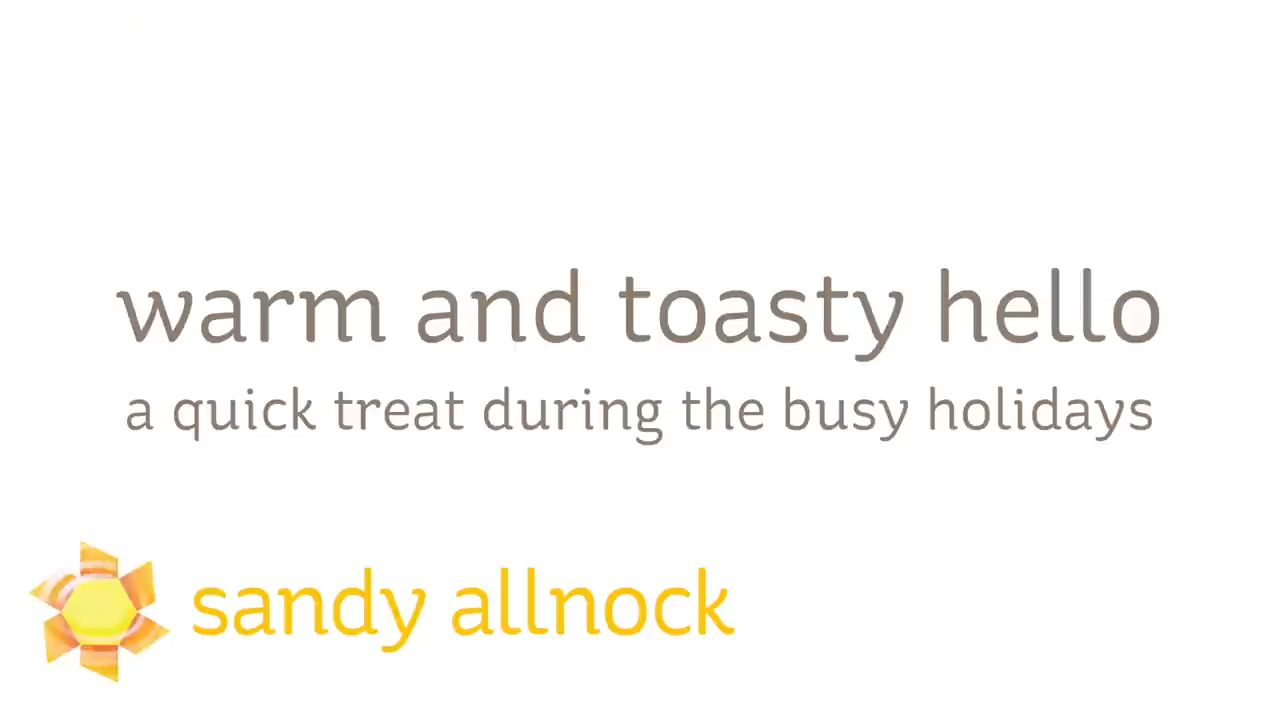 warm and toasty hello
a quick treat during the busy holidays
sandy allnock